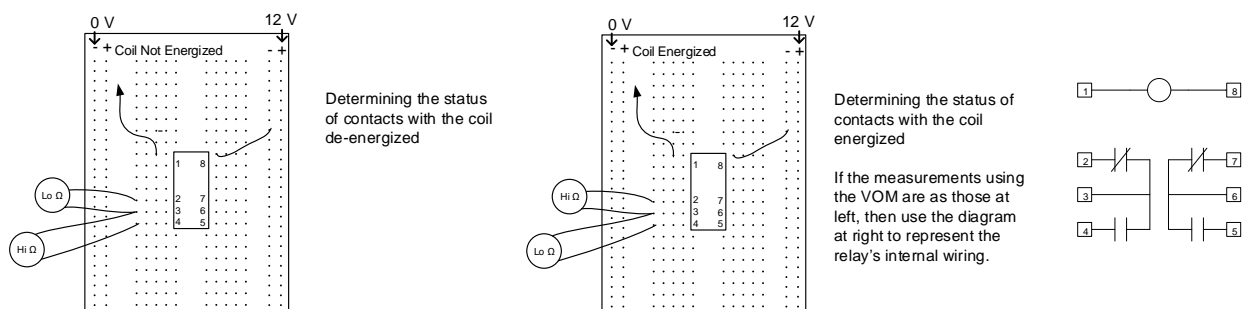 0 V
12 V
- +
Coil Not Energized
- +
1 8
2 7
3 6
4 5
Lo Ω
Hi Ω
Determining the status
of contacts with the coil
de-energized
0 V
12 V
- +
Coil Energized
- +
1 8
2 7
3 6
4 5
Hi Ω
Lo Ω
Determining the status of
contacts with the coil
energized
If the measurements using
the VOM are as those at
left, then use the diagram
at right to represent the
relay's internal wiring.
1 8
2 7
3 6
4 5